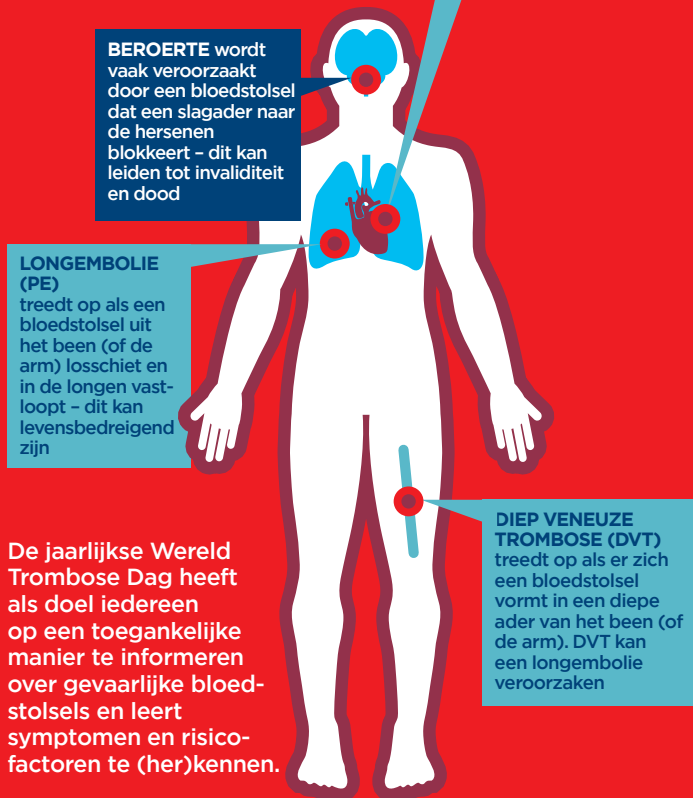 BEROERTE wordt
vaak veroorzaakt
door een bloedstolsel
dat een slagader naar
de hersenen
blokkeert – dit kan
leiden tot invaliditeit
en dood
LONGEMBOLIE
(PE)
treedt op als een
bloedstolsel uit
het been (of de
arm) losschiet en
in de longen vast-
loopt – dit kan
levensbedreigend
zijn
DIEP VENEUZE
TROMBOSE (DVT)
treedt op als er zich
een bloedstolsel
vormt in een diepe
ader van het been (of
de arm). DVT kan
een longembolie
veroorzaken
De jaarlijkse Wereld
Trombose Dag heeft
als doel iedereen
op een toegankelijke
manier te informeren
over gevaarlijke bloed-
stolsels en leert
symptomen en risico-
factoren te (her)kennen.